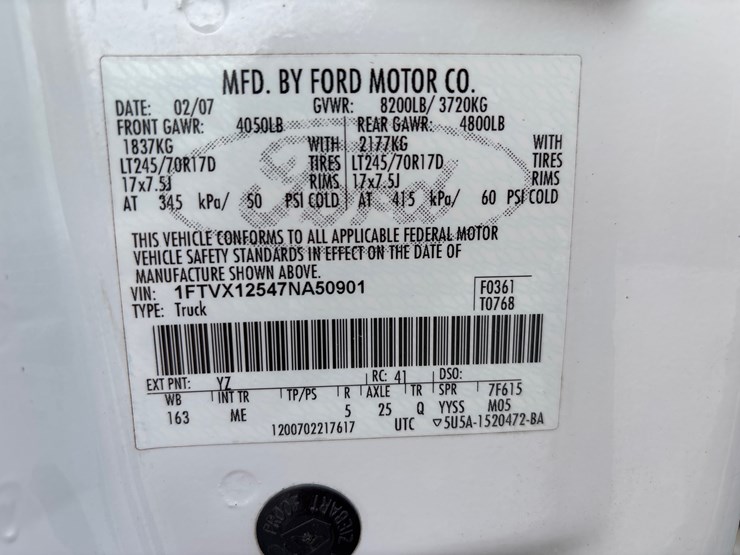 MFD. BY FORD MOTOR CO.
DATE: 02/07 GVWR: 8200LB/ 3720KG
FRONT GAWR: 4050LB REAR GAWR: 4800LB
1837KG WITH 2177KG WITH
LT245/70R17D TIRES LT245/70R17D TIRES
17x7.5J RIMS 17x7.5J RIMS
AT 345 kPa/ 50 PSI COLD AT 415 kPa/ 60 PSI COLD
Ford
THIS VEHICLE CONFORMS TO ALL APPLICABLE FEDERAL MOTOR
VEHICLE SAFETY STANDARDS IN EFFECT ON THE DATE OF
MANUFACTURE SHOWN ABOVE.
VIN: 1FTVX12547NA50901 F0361
TYPE: Truck T0768
EXT PNT: YZ RC: 41 DSO:
WB INT TR TP/PS R AXLE TR SPR 7F615
163 ME 5 25 Q YYSS M05
1200702217617 UTC ▽5U5A-1520472-BA